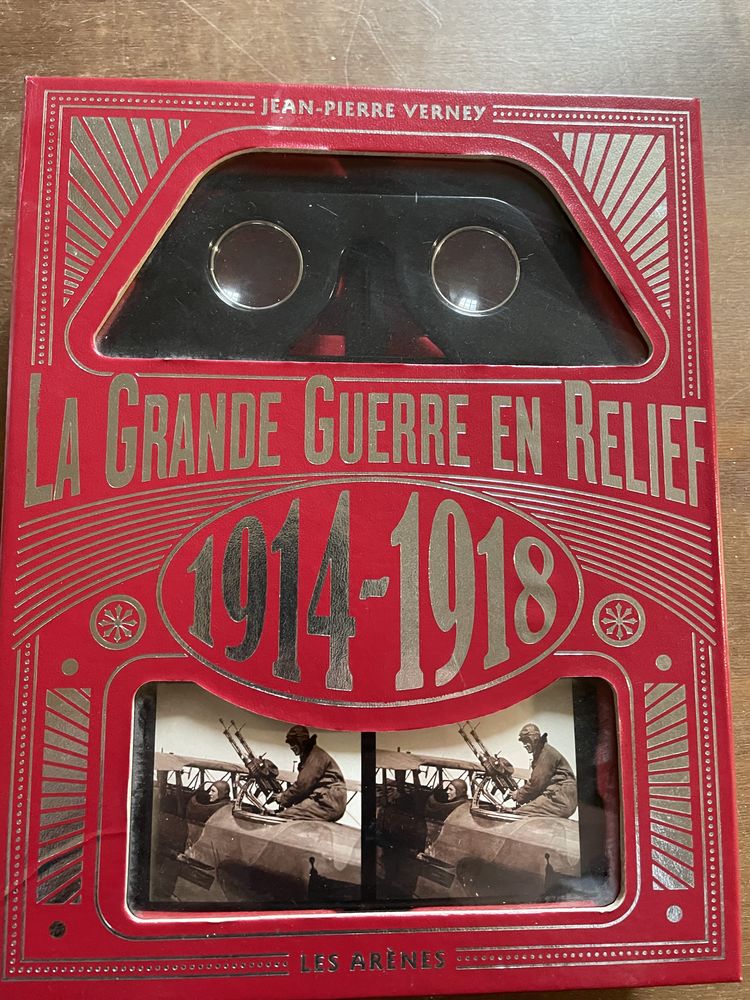 JEAN-PIERRE VERNEY
LA GRANDE GUERRE EN RELIEF
1914-1918
LES ARÈNES